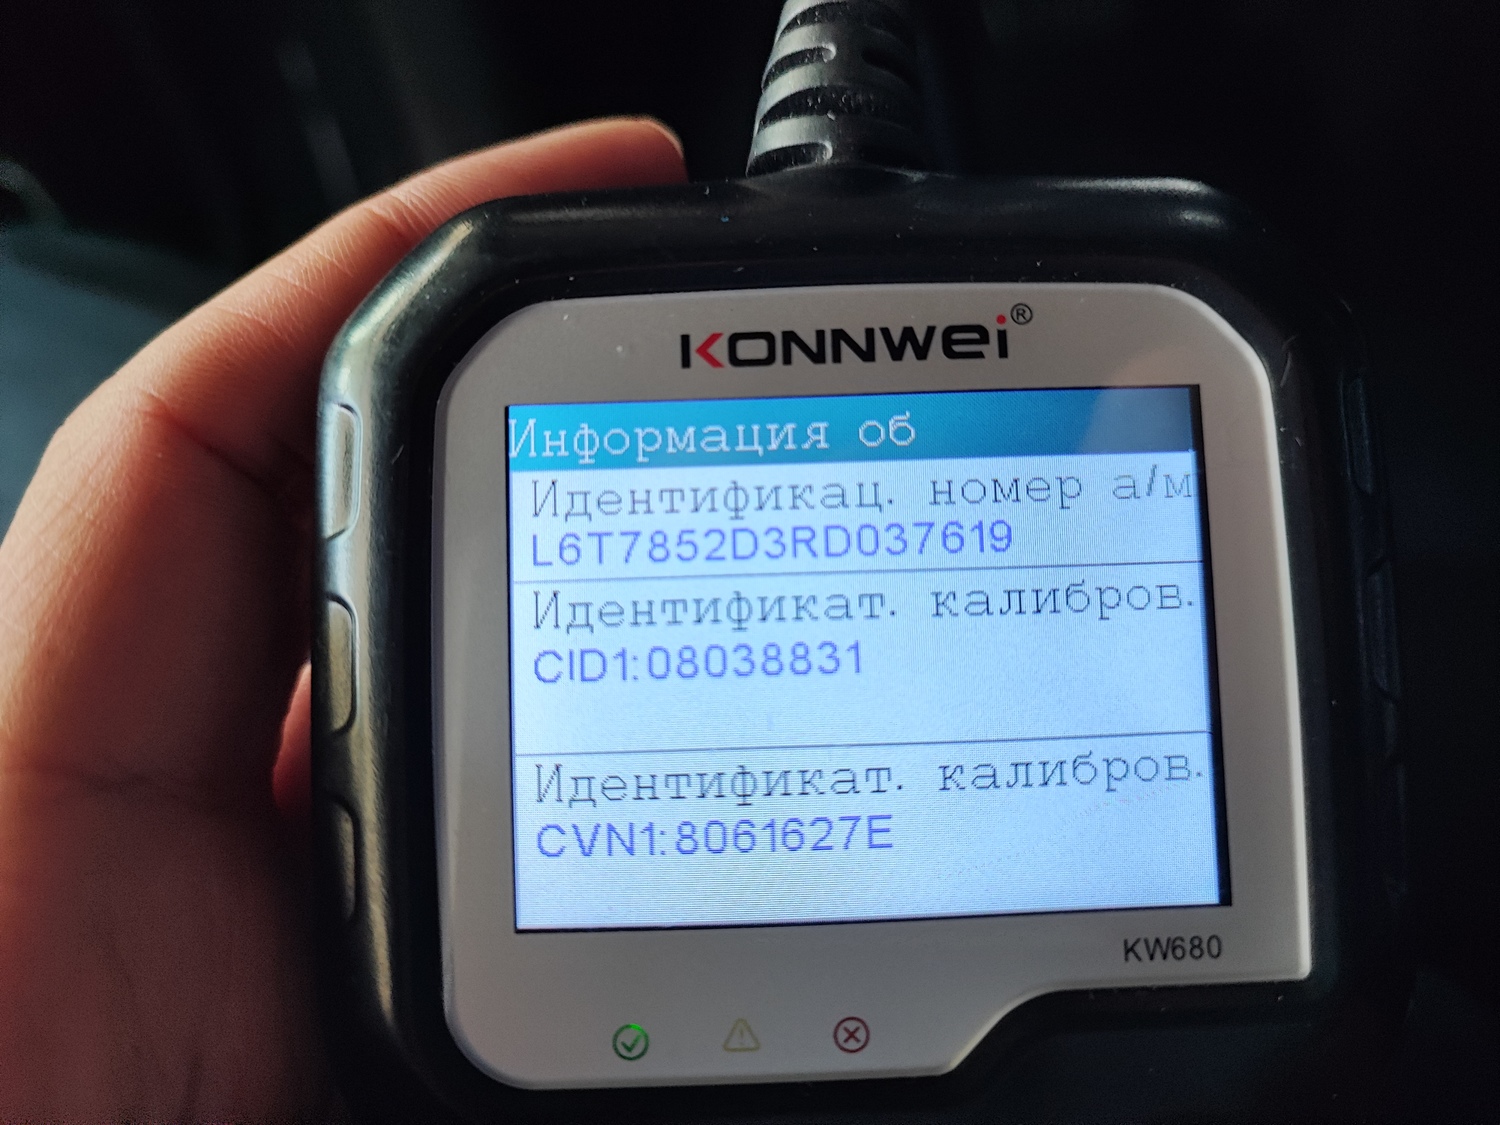 KONNWEI®
Информация об
Идентификац. номер а/м
L6T7852D3RD037619
Идентификат. калибров.
CID1:08038831
Идентификат. калибров.
CVN1:8061627E
KW680